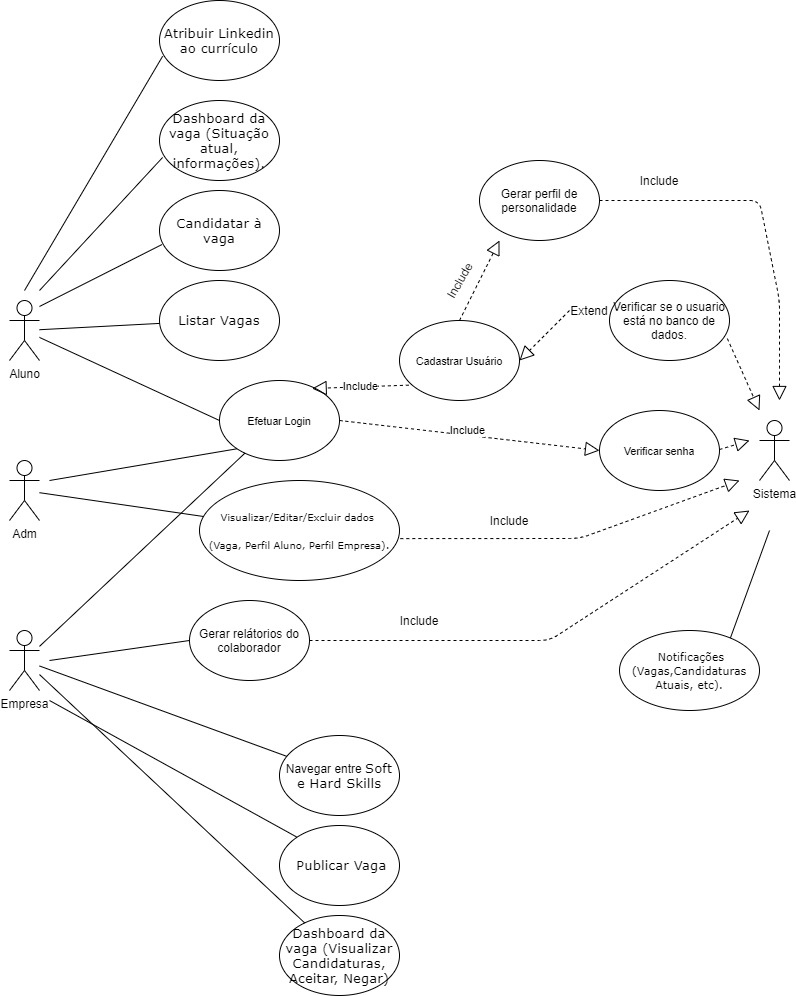 Atribuir Linkedin
ao currículo
Dashboard da
vaga (Situação
atual,
informações).
Gerar perfil de
personalidade
Include
Candidatar à
vaga
Include
Listar Vagas
Extend
Verificar se o usuario
está no banco de
dados.
Aluno
Cadastrar Usuário
Include
Efetuar Login
Include
Verificar senha
Sistema
Adm
Visualizar/Editar/Excluir dados
(Vaga, Perfil Aluno, Perfil Empresa).
Include
Empresa
Gerar relátorios do
colaborador
Include
Notificações
(Vagas,Candidaturas
Atuais, etc).
Navegar entre Soft
e Hard Skills
Publicar Vaga
Dashboard da
vaga (Visualizar
Candidaturas,
Aceitar, Negar)